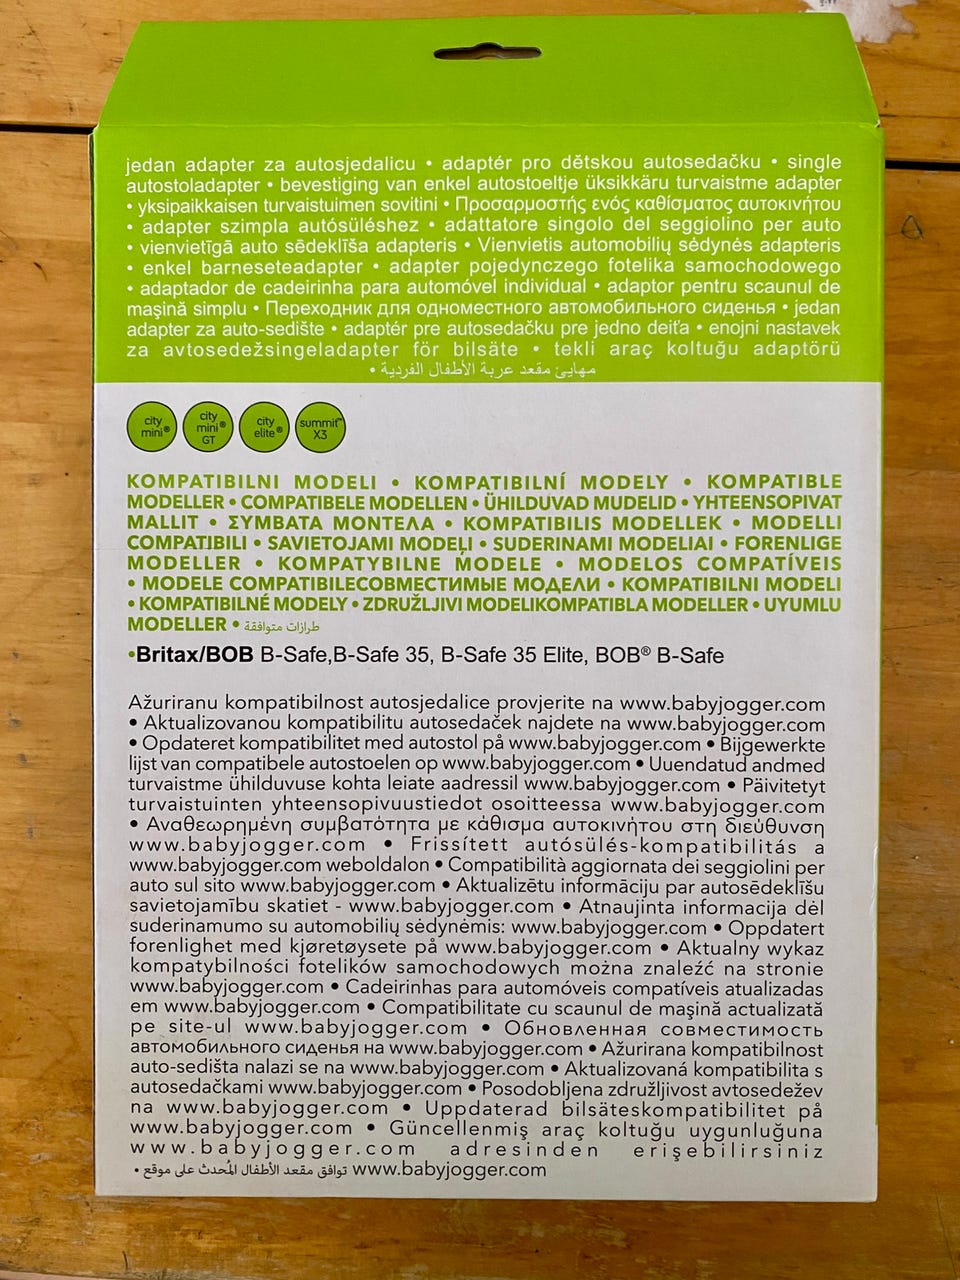 jedan adapter za autosjedalicu • adaptér pro dětskou autosedačku • single
autostoladapter • bevestiging van enkel autostoeltje üksikkäru turvaistme adapter
• yksipaikkaisen turvaistuimen sovitini • Προσαρμοστής ενός καθίσματος αυτοκινήτου
• adapter szimpla autósüléshez • adattatore singolo del seggiolino per auto
• vienvietīgā auto sēdeklīša adapteris • Vienvietis automobilių sėdynės adapteris
• enkel barneseteadapter • adapter pojedynczego fotelika samochodowego
• adaptador de cadeirinha para automóvel individual • adaptor pentru scaunul de
maşină simplu • Переходник для одноместного автомобильного сиденья • jedan
adapter za auto-sedište • adaptér pre autosedačku pre jedno deiťa • enojni nastavek
za avtosedežsingeladapter för bilsäte • tekli araç koltuğu adaptörü
• مهايئ مقعد عربة الأطفال الفردية
city mini®
city mini® GT
city elite®
summit™ X3
KOMPATIBILNI MODELI • KOMPATIBILNÍ MODELY • KOMPATIBLE
MODELLER • COMPATIBELE MODELLEN • ÜHILDUVAD MUDELID • YHTEENSOPIVAT
MALLIT • ΣΥΜΒΑΤΑ ΜΟΝΤΕΛΑ • KOMPATIBILIS MODELLEK • MODELLI
COMPATIBILI • SAVIETOJAMI MODEĻI • SUDERINAMI MODELIAI • FORENLIGE
MODELLER • KOMPATYBILNE MODELE • MODELOS COMPATÍVEIS
• MODELE COMPATIBILEСОВМЕСТИМЫЕ МОДЕЛИ • KOMPATIBILNI MODELI
• KOMPATIBILNÉ MODELY • ZDRUŽLJIVI MODELIKOMPATIBLA MODELLER • UYUMLU
MODELLER • طرازات متوافقة
•Britax/BOB B-Safe,B-Safe 35, B-Safe 35 Elite, BOB® B-Safe
Ažuriranu kompatibilnost autosjedalice provjerite na www.babyjogger.com
• Aktualizovanou kompatibilitu autosedaček najdete na www.babyjogger.com
• Opdateret kompatibilitet med autostol på www.babyjogger.com • Bijgewerkte
lijst van compatibele autostoelen op www.babyjogger.com • Uuendatud andmed
turvaistme ühilduvuse kohta leiate aadressil www.babyjogger.com • Päivitetyt
turvaistuinten yhteensopivuustiedot osoitteessa www.babyjogger.com
• Αναθεωρημένη συμβατότητα με κάθισμα αυτοκινήτου στη διεύθυνση
www.babyjogger.com • Frissített autósülés-kompatibilitás a
www.babyjogger.com weboldalon • Compatibilità aggiornata dei seggiolini per
auto sul sito www.babyjogger.com • Aktualizētu informāciju par autosēdeklīšu
savietojamību skatiet - www.babyjogger.com • Atnaujinta informacija dėl
suderinamumo su automobilių sėdynėmis: www.babyjogger.com • Oppdatert
forenlighet med kjøretøysete på www.babyjogger.com • Aktualny wykaz
kompatybilności fotelików samochodowych można znaleźć na stronie
www.babyjogger.com • Cadeirinhas para automóveis compatíveis atualizadas
em www.babyjogger.com • Compatibilitate cu scaunul de maşină actualizată
pe site-ul www.babyjogger.com • Обновленная совместимость
автомобильного сиденья на www.babyjogger.com • Ažurirana kompatibilnost
auto-sedišta nalazi se na www.babyjogger.com • Aktualizovaná kompatibilita s
autosedačkami www.babyjogger.com • Posodobljena združljivost avtosedežev
na www.babyjogger.com • Uppdaterad bilsäteskompatibilitet på
www.babyjogger.com • Güncellenmiş araç koltuğu uygunluğuna
www.babyjogger.com adresinden erişebilirsiniz
• توافق مقعد الأطفال المُحدث على موقع www.babyjogger.com